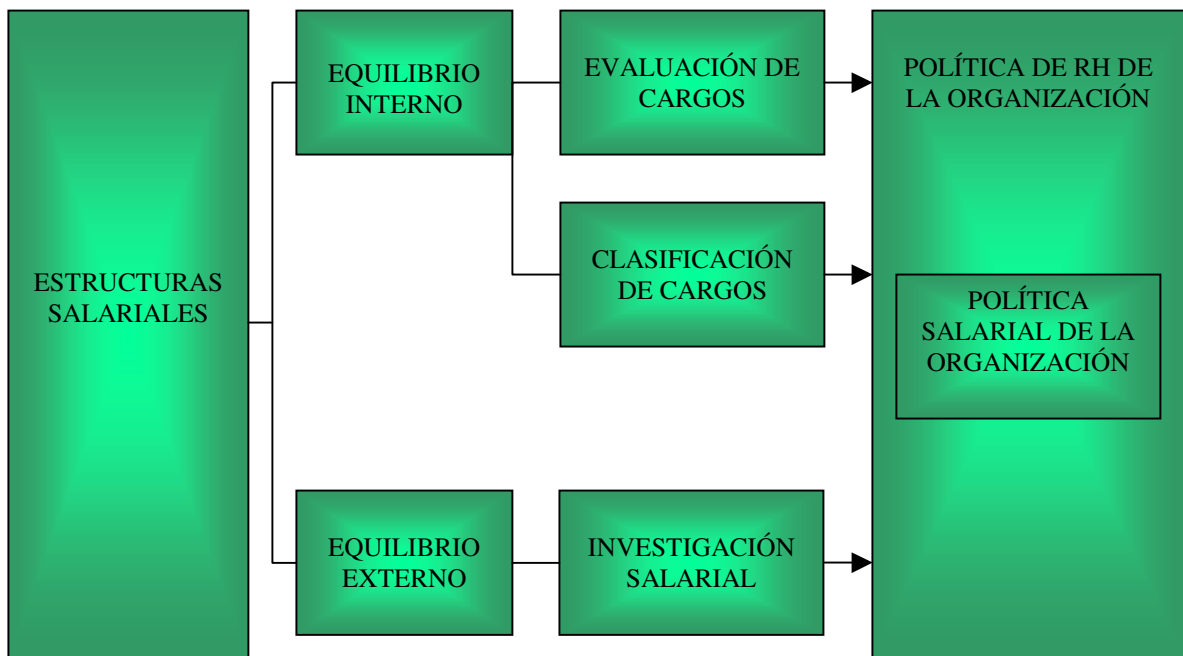 ESTRUCTURAS
SALARIALES
EQUILIBRIO
INTERNO
EVALUACIÓN DE
CARGOS
CLASIFICACIÓN
DE CARGOS
EQUILIBRIO
EXTERNO
INVESTIGACIÓN
SALARIAL
POLÍTICA DE RH DE
LA ORGANIZACIÓN
POLÍTICA
SALARIAL DE LA
ORGANIZACIÓN